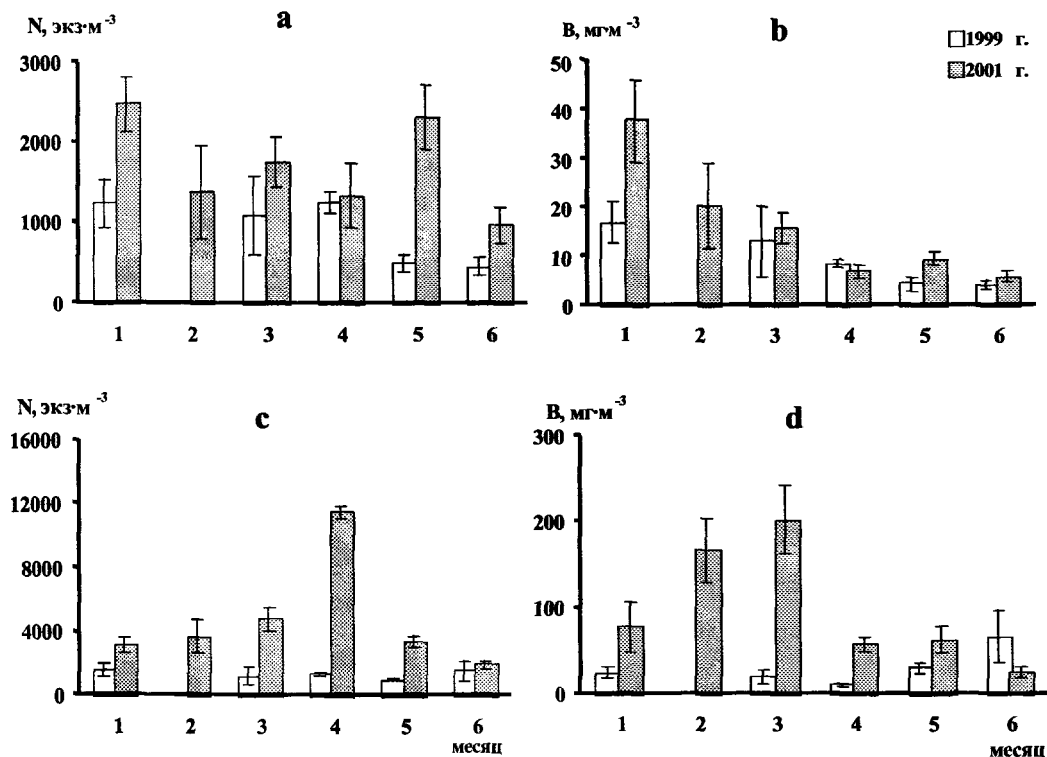 N, экз·м⁻³
a
3000
2000
1000
0
1 2 3 4 5 6
B, мг·м⁻³
b
1999 г.
2001 г.
50
40
30
20
10
0
1 2 3 4 5 6
N, экз·м⁻³
c
16000
12000
8000
4000
0
1 2 3 4 5 6
месяц
B, мг·м⁻³
d
300
200
100
0
1 2 3 4 5 6
месяц